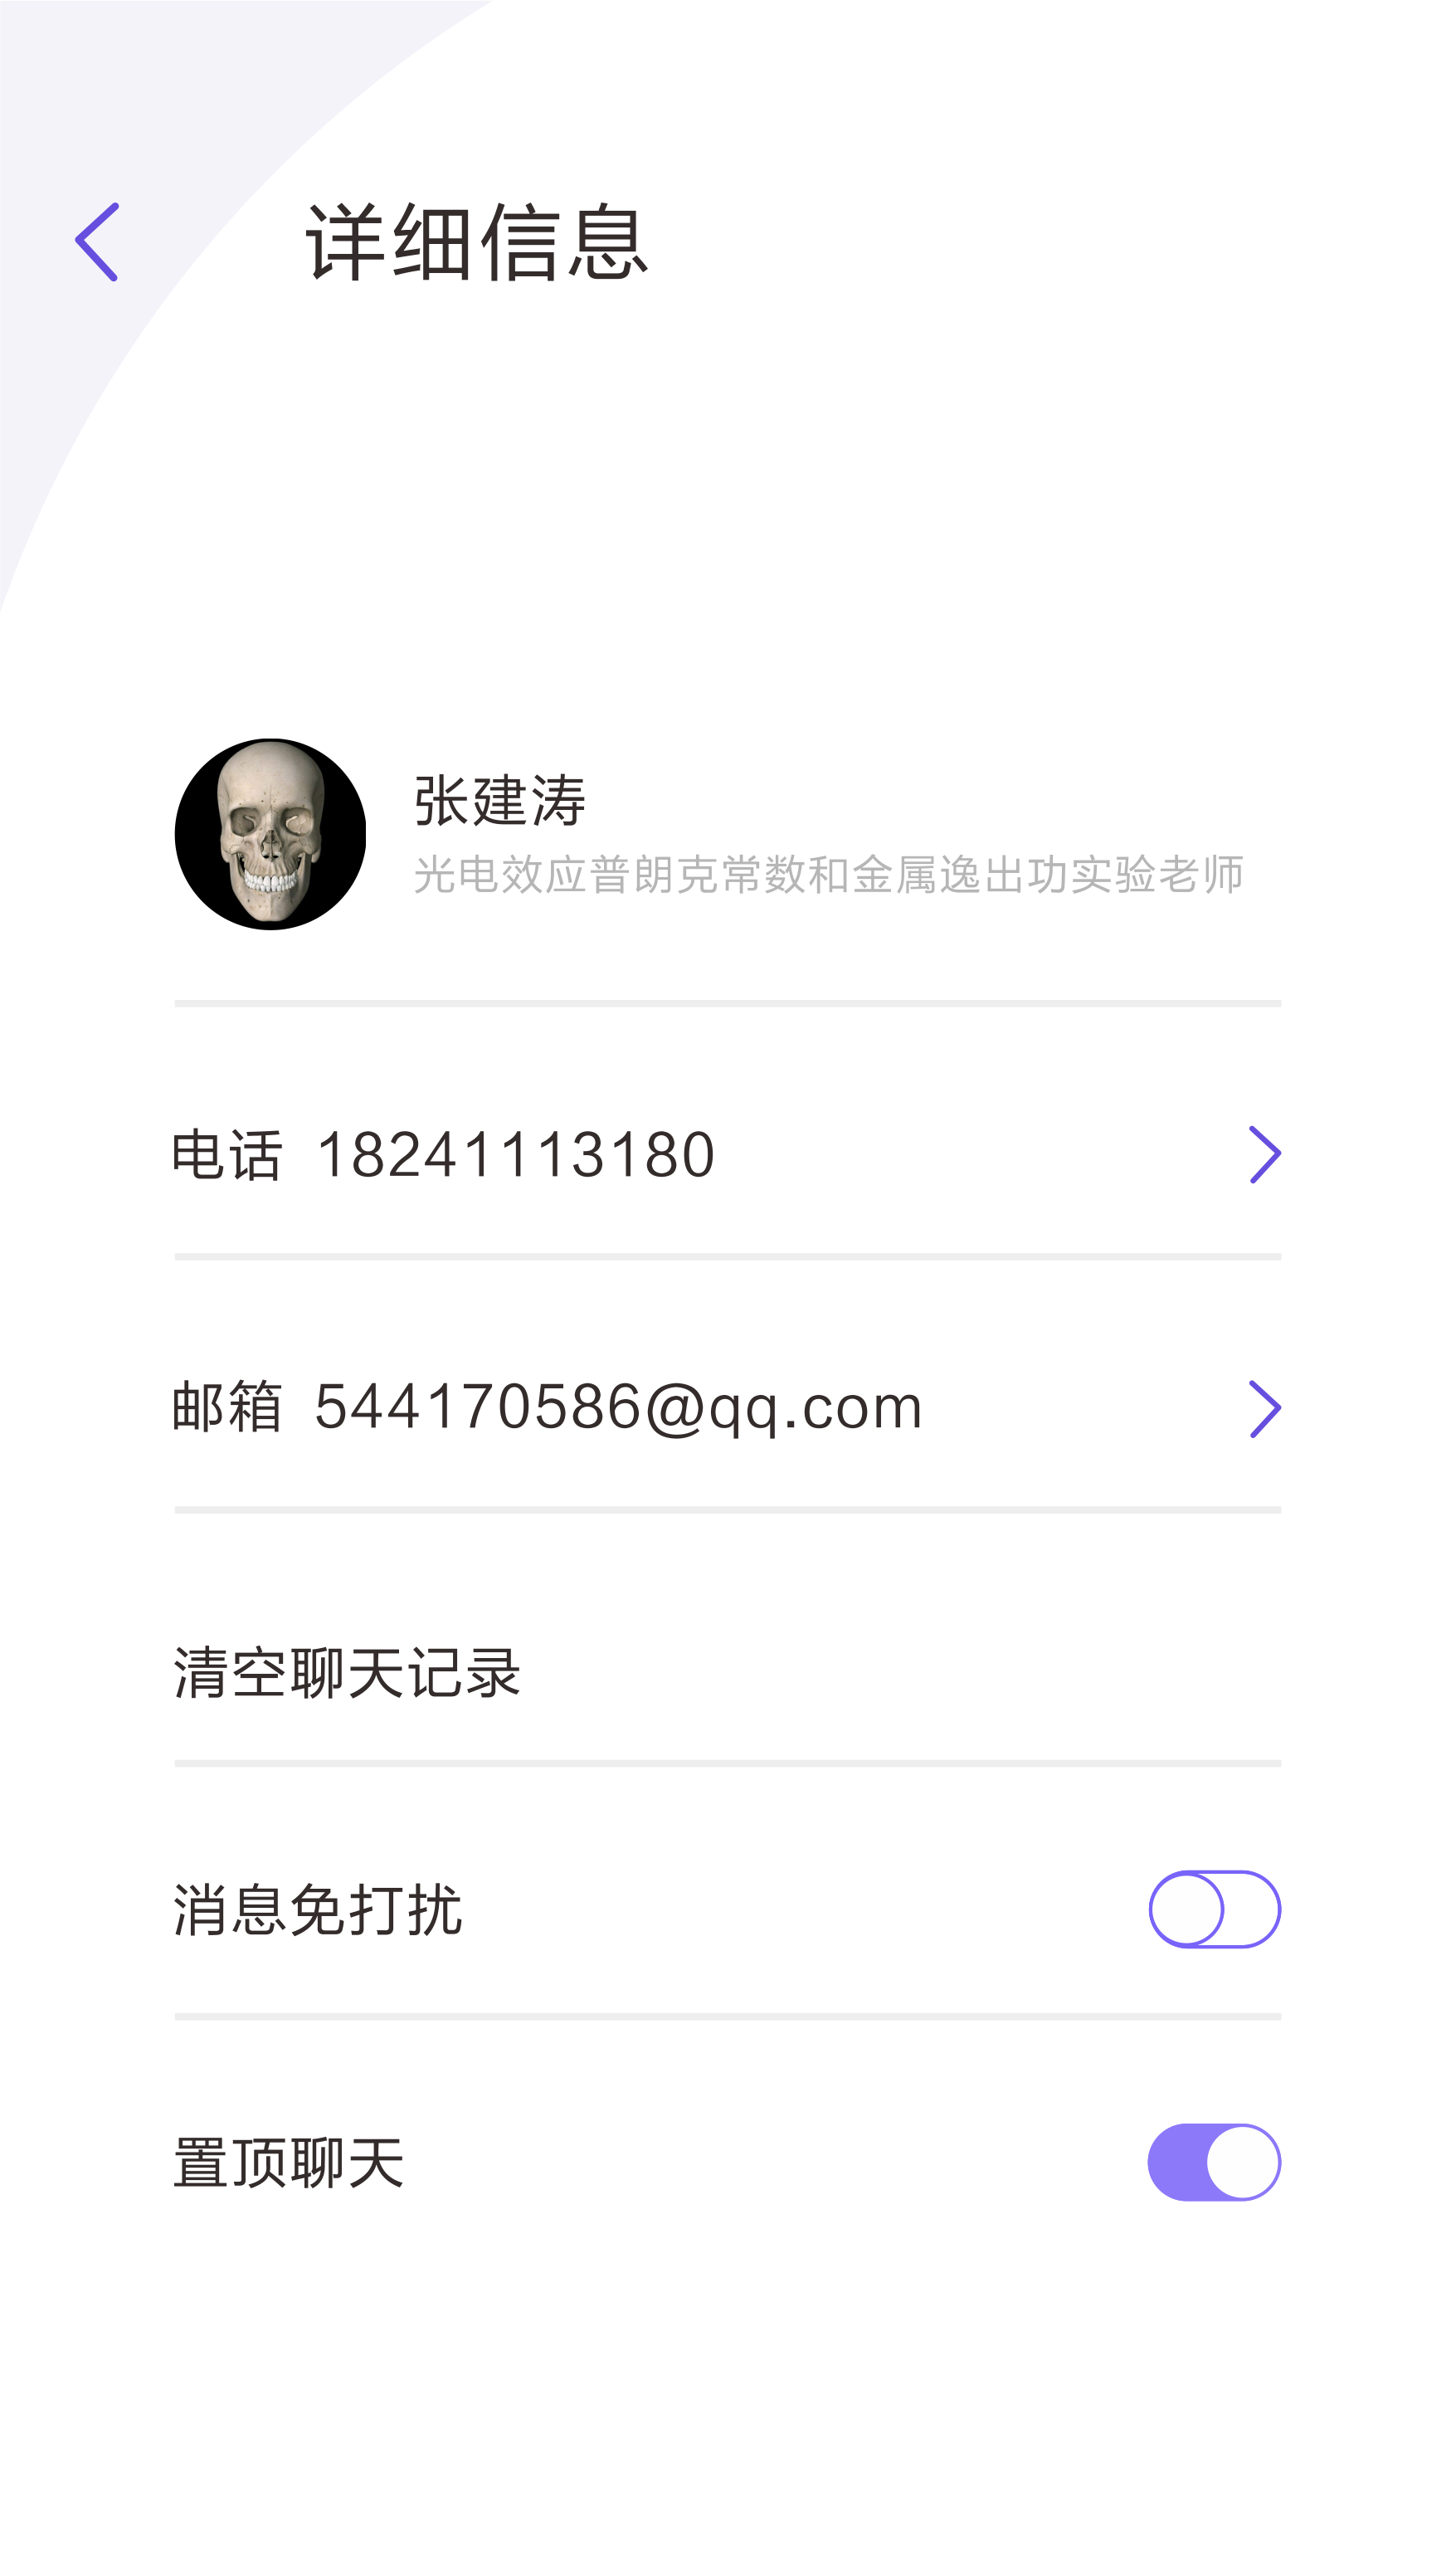 详细信息
张建涛
光电效应普朗克常数和金属逸出功实验老师
电话 18241113180
邮箱 544170586@qq.com
清空聊天记录
消息免打扰
置顶聊天